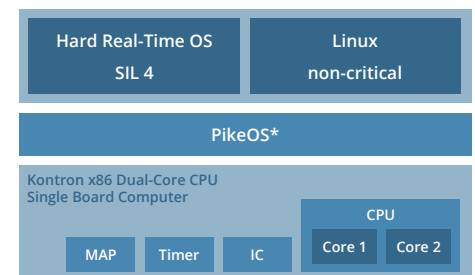 Hard Real-Time OS
SIL 4
Linux
non-critical
PikeOS*
Kontron x86 Dual-Core CPU
Single Board Computer
MAP
Timer
IC
CPU
Core 1
Core 2